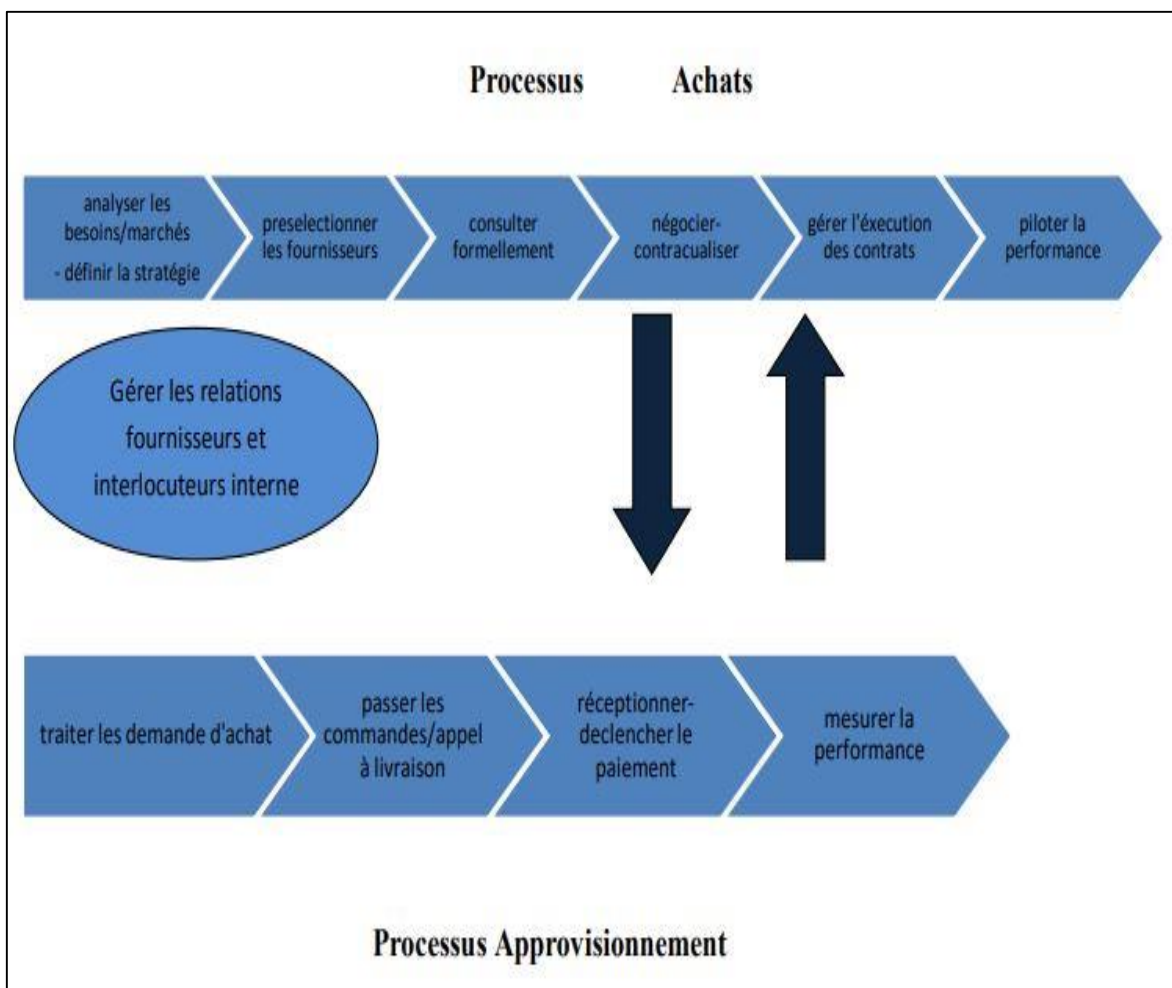 Processus Achats
analyser les
besoins/marchés
- définir la stratégie
preselectionner
les fournisseurs
consulter
formellement
négocier-
contracualiser
gérer l'éxecution
des contrats
piloter la
performance
Gérer les relations
fournisseurs et
interlocuteurs interne
traiter les demande d'achat
passer les
commandes/appel
à livraison
réceptionner-
declencher le
paiement
mesurer la
performance
Processus Approvisionnement